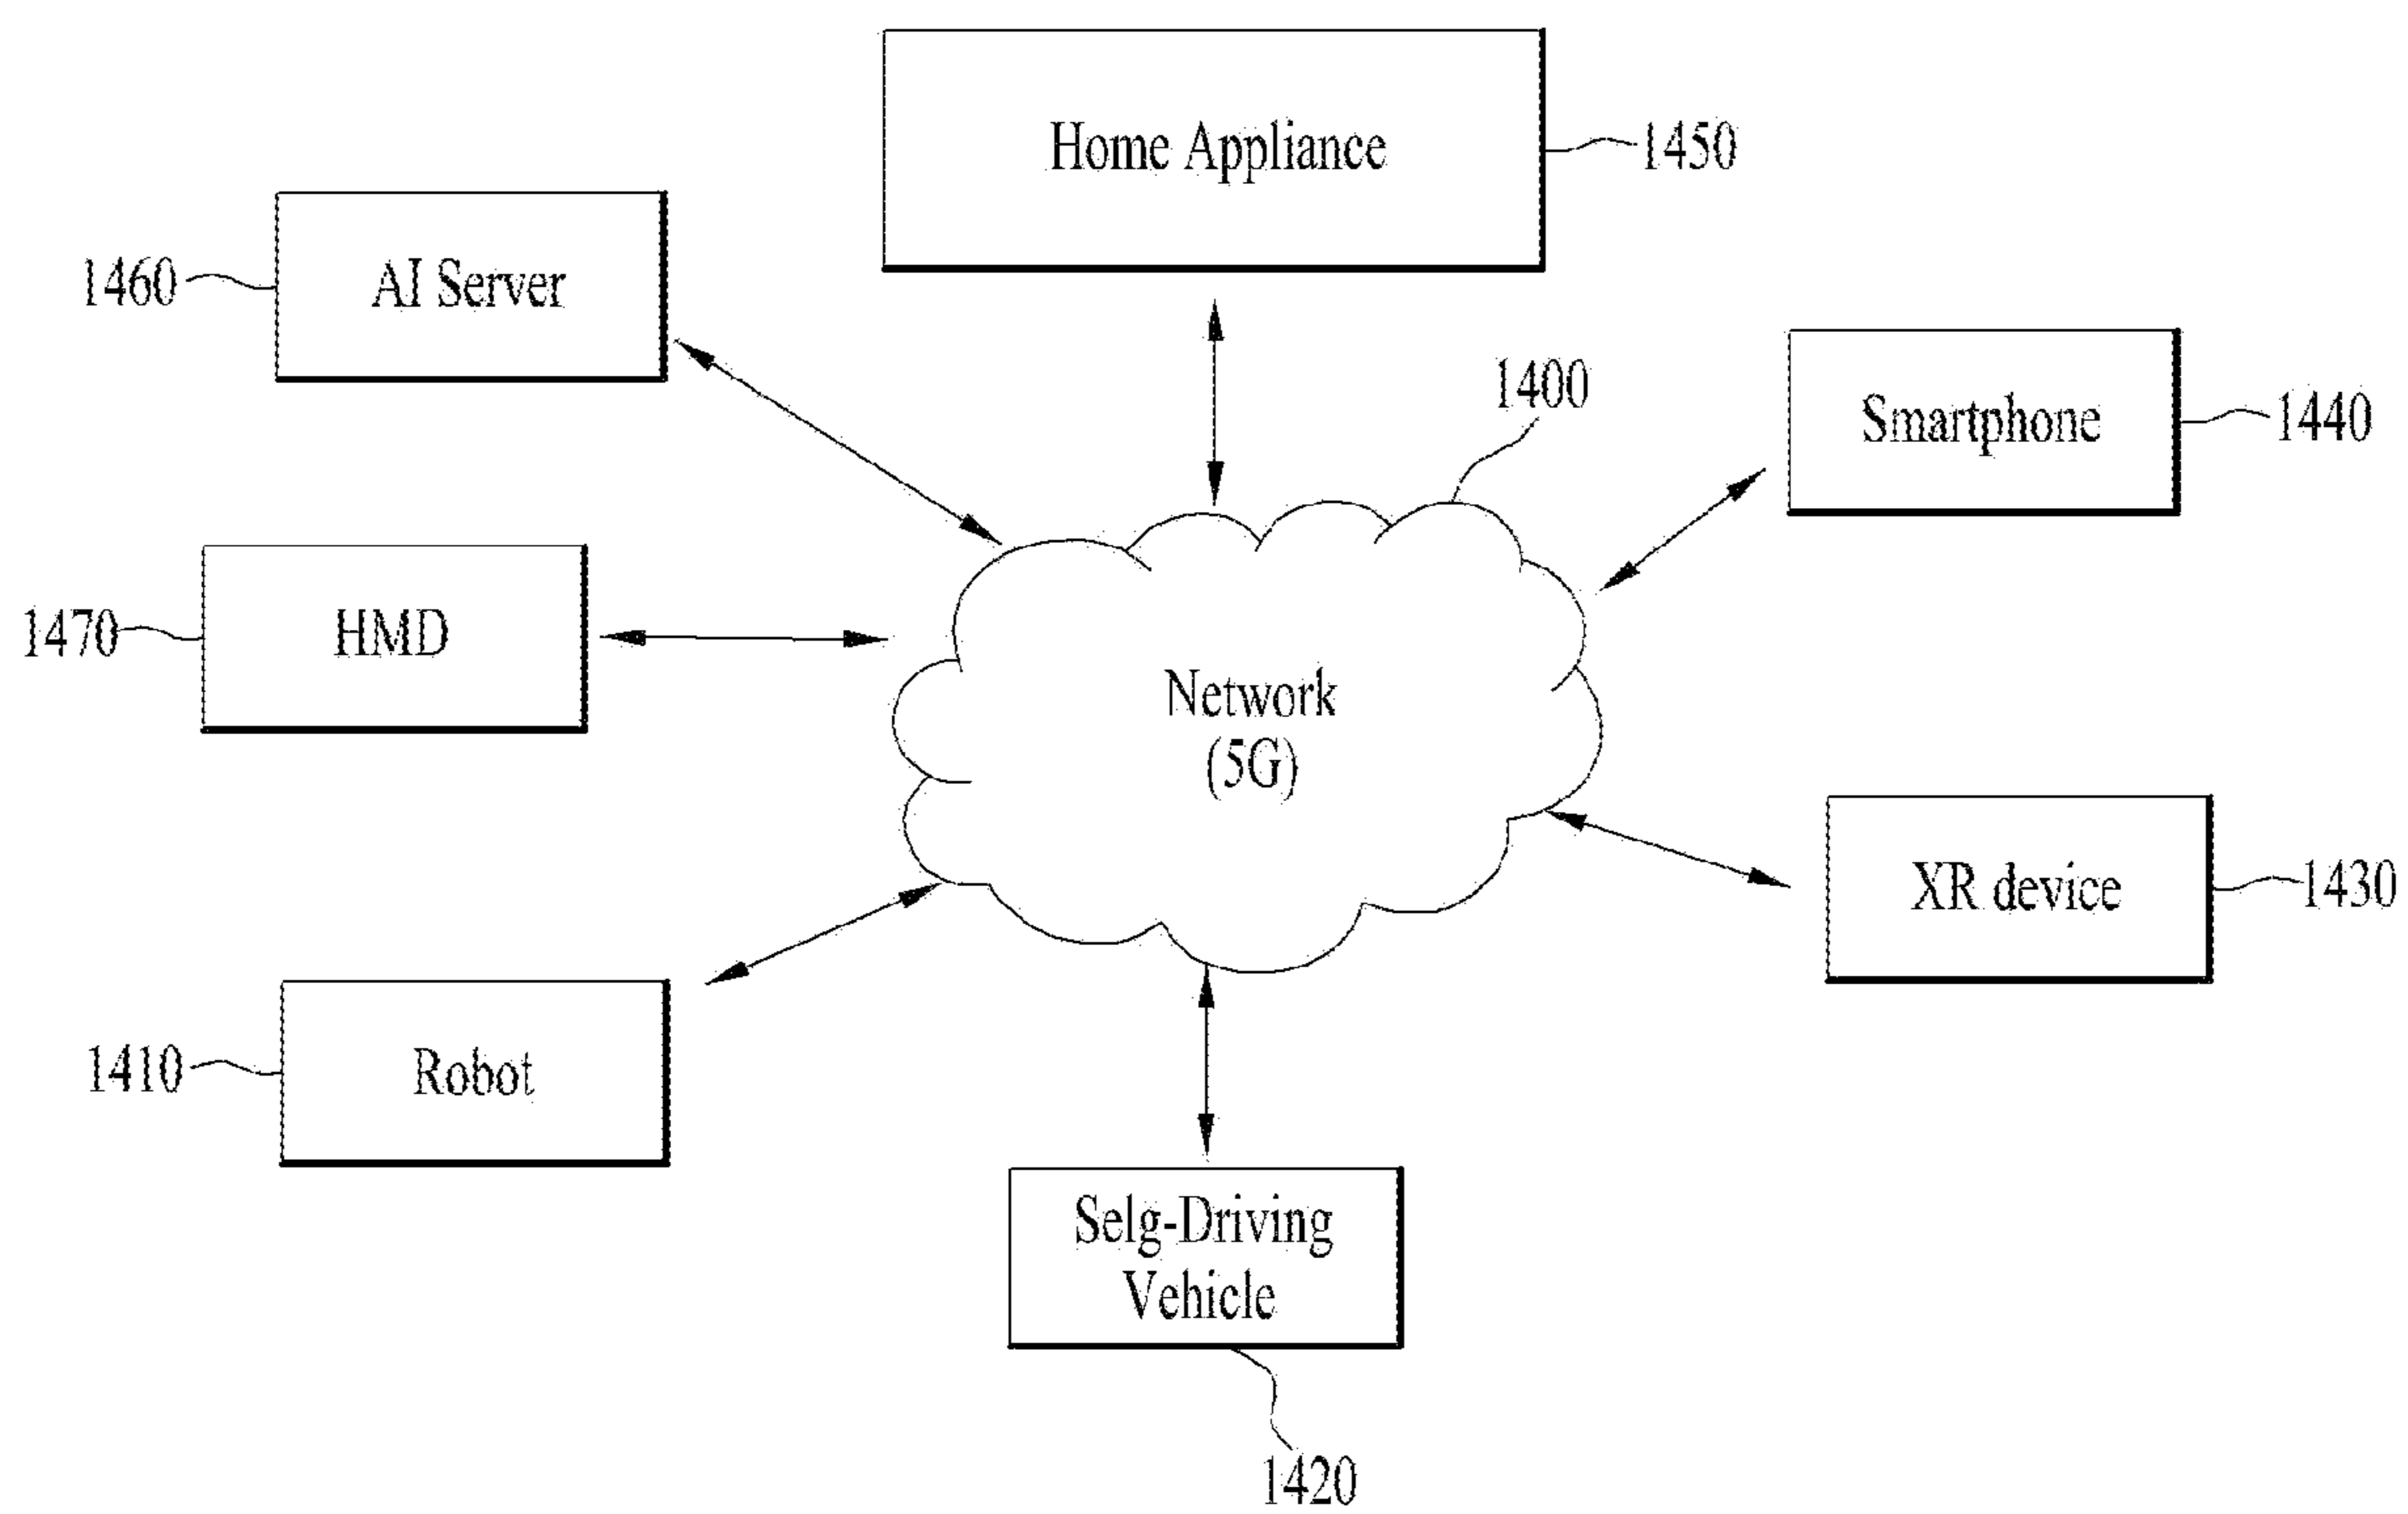 Home Appliance
1450
AI Server
1460
1400
Smartphone
1440
HMD
1470
Network
(5G)
XR device
1430
Robot
1410
Selg-Driving
Vehicle
1420